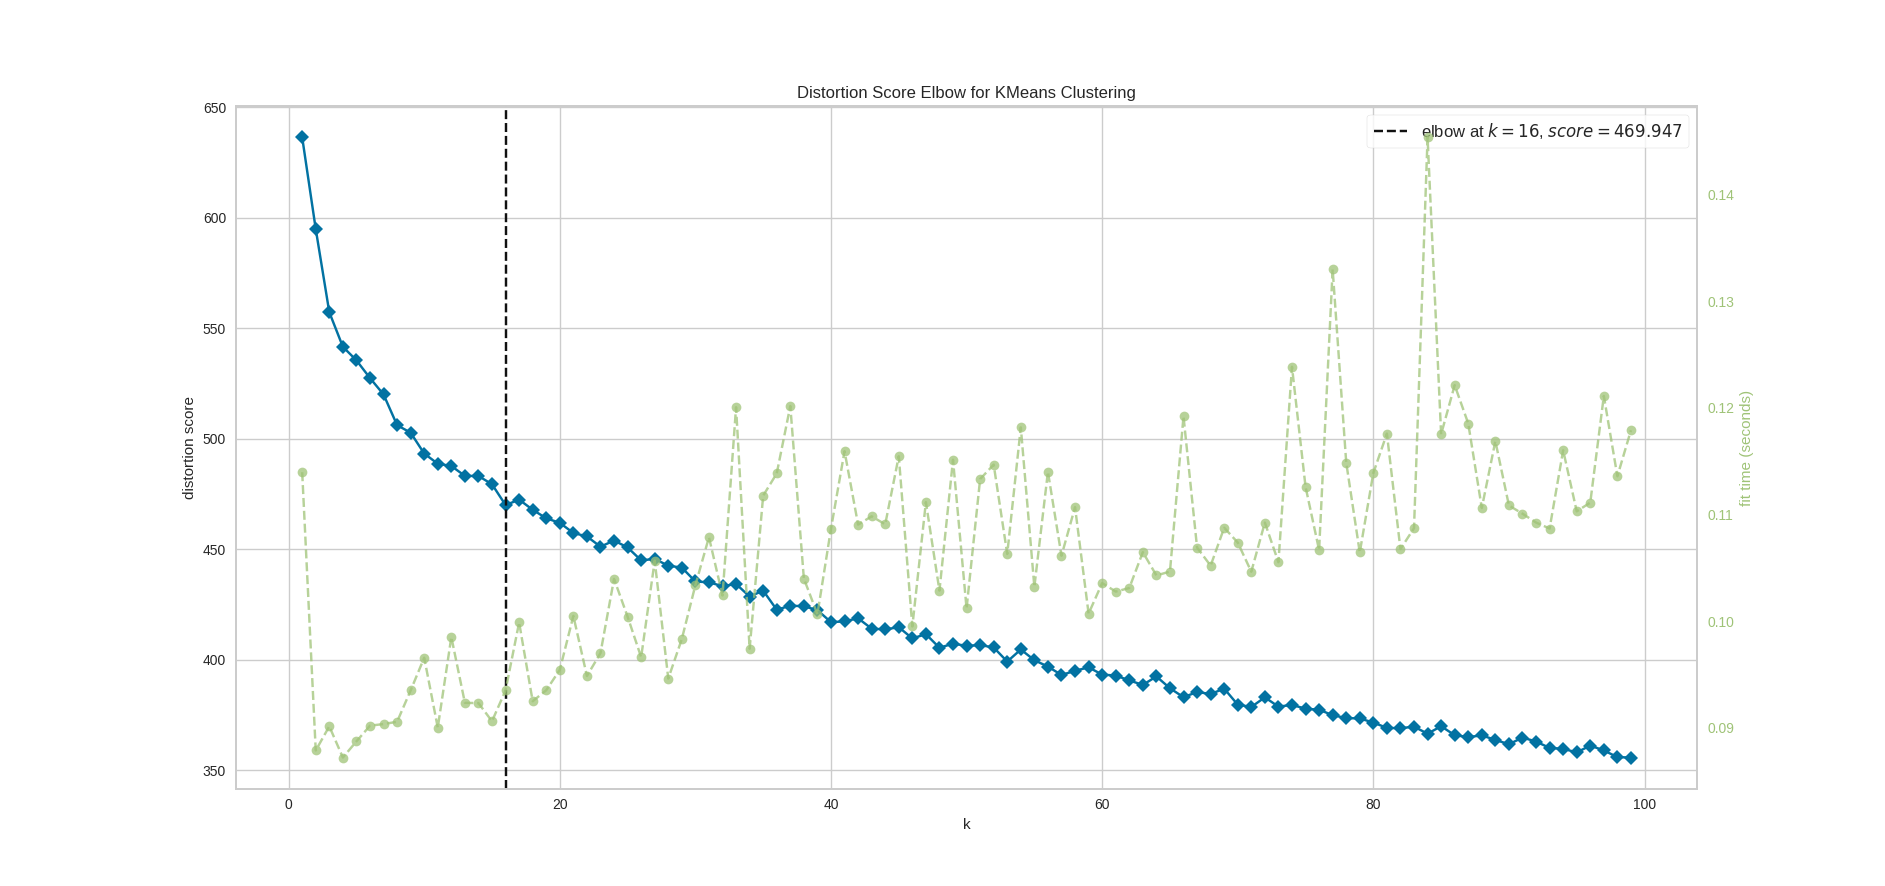 Distortion Score Elbow for KMeans Clustering
elbow at k = 16, score = 469.947
distortion score
650
600
550
500
450
400
350
0 20 40 60 80 100
k
0.14
0.13
0.12
0.11
0.10
0.09
fit time (seconds)